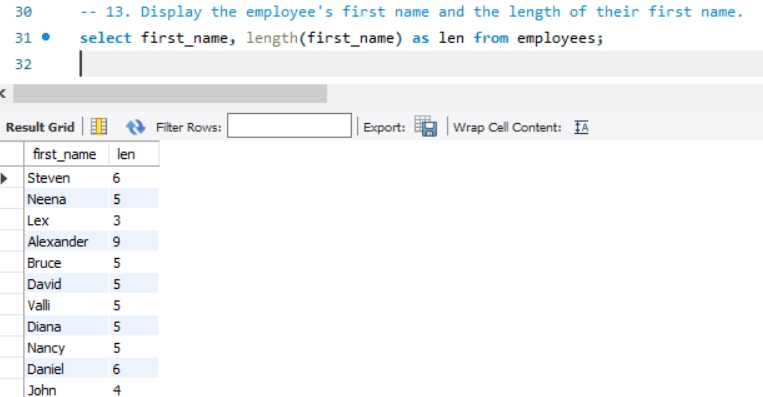 30 -- 13. Display the employee's first name and the length of their first name.
31 select first_name, length(first_name) as len from employees;
32
Result Grid Filter Rows: Export: Wrap Cell Content: IA
first_name len
Steven 6
Neena 5
Lex 3
Alexander 9
Bruce 5
David 5
Valli 5
Diana 5
Nancy 5
Daniel 6
John 4